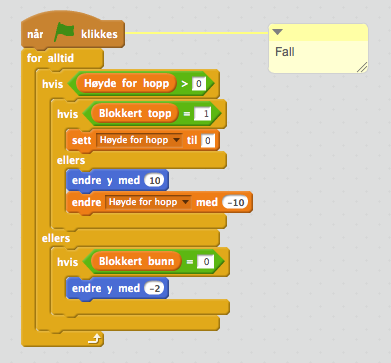 når klikkes
Fall
for alltid
hvis Høyde for hopp > 0
hvis Blokkert topp = 1
sett Høyde for hopp til 0
ellers
endre y med 10
endre Høyde for hopp med -10
ellers
hvis Blokkert bunn = 0
endre y med -2